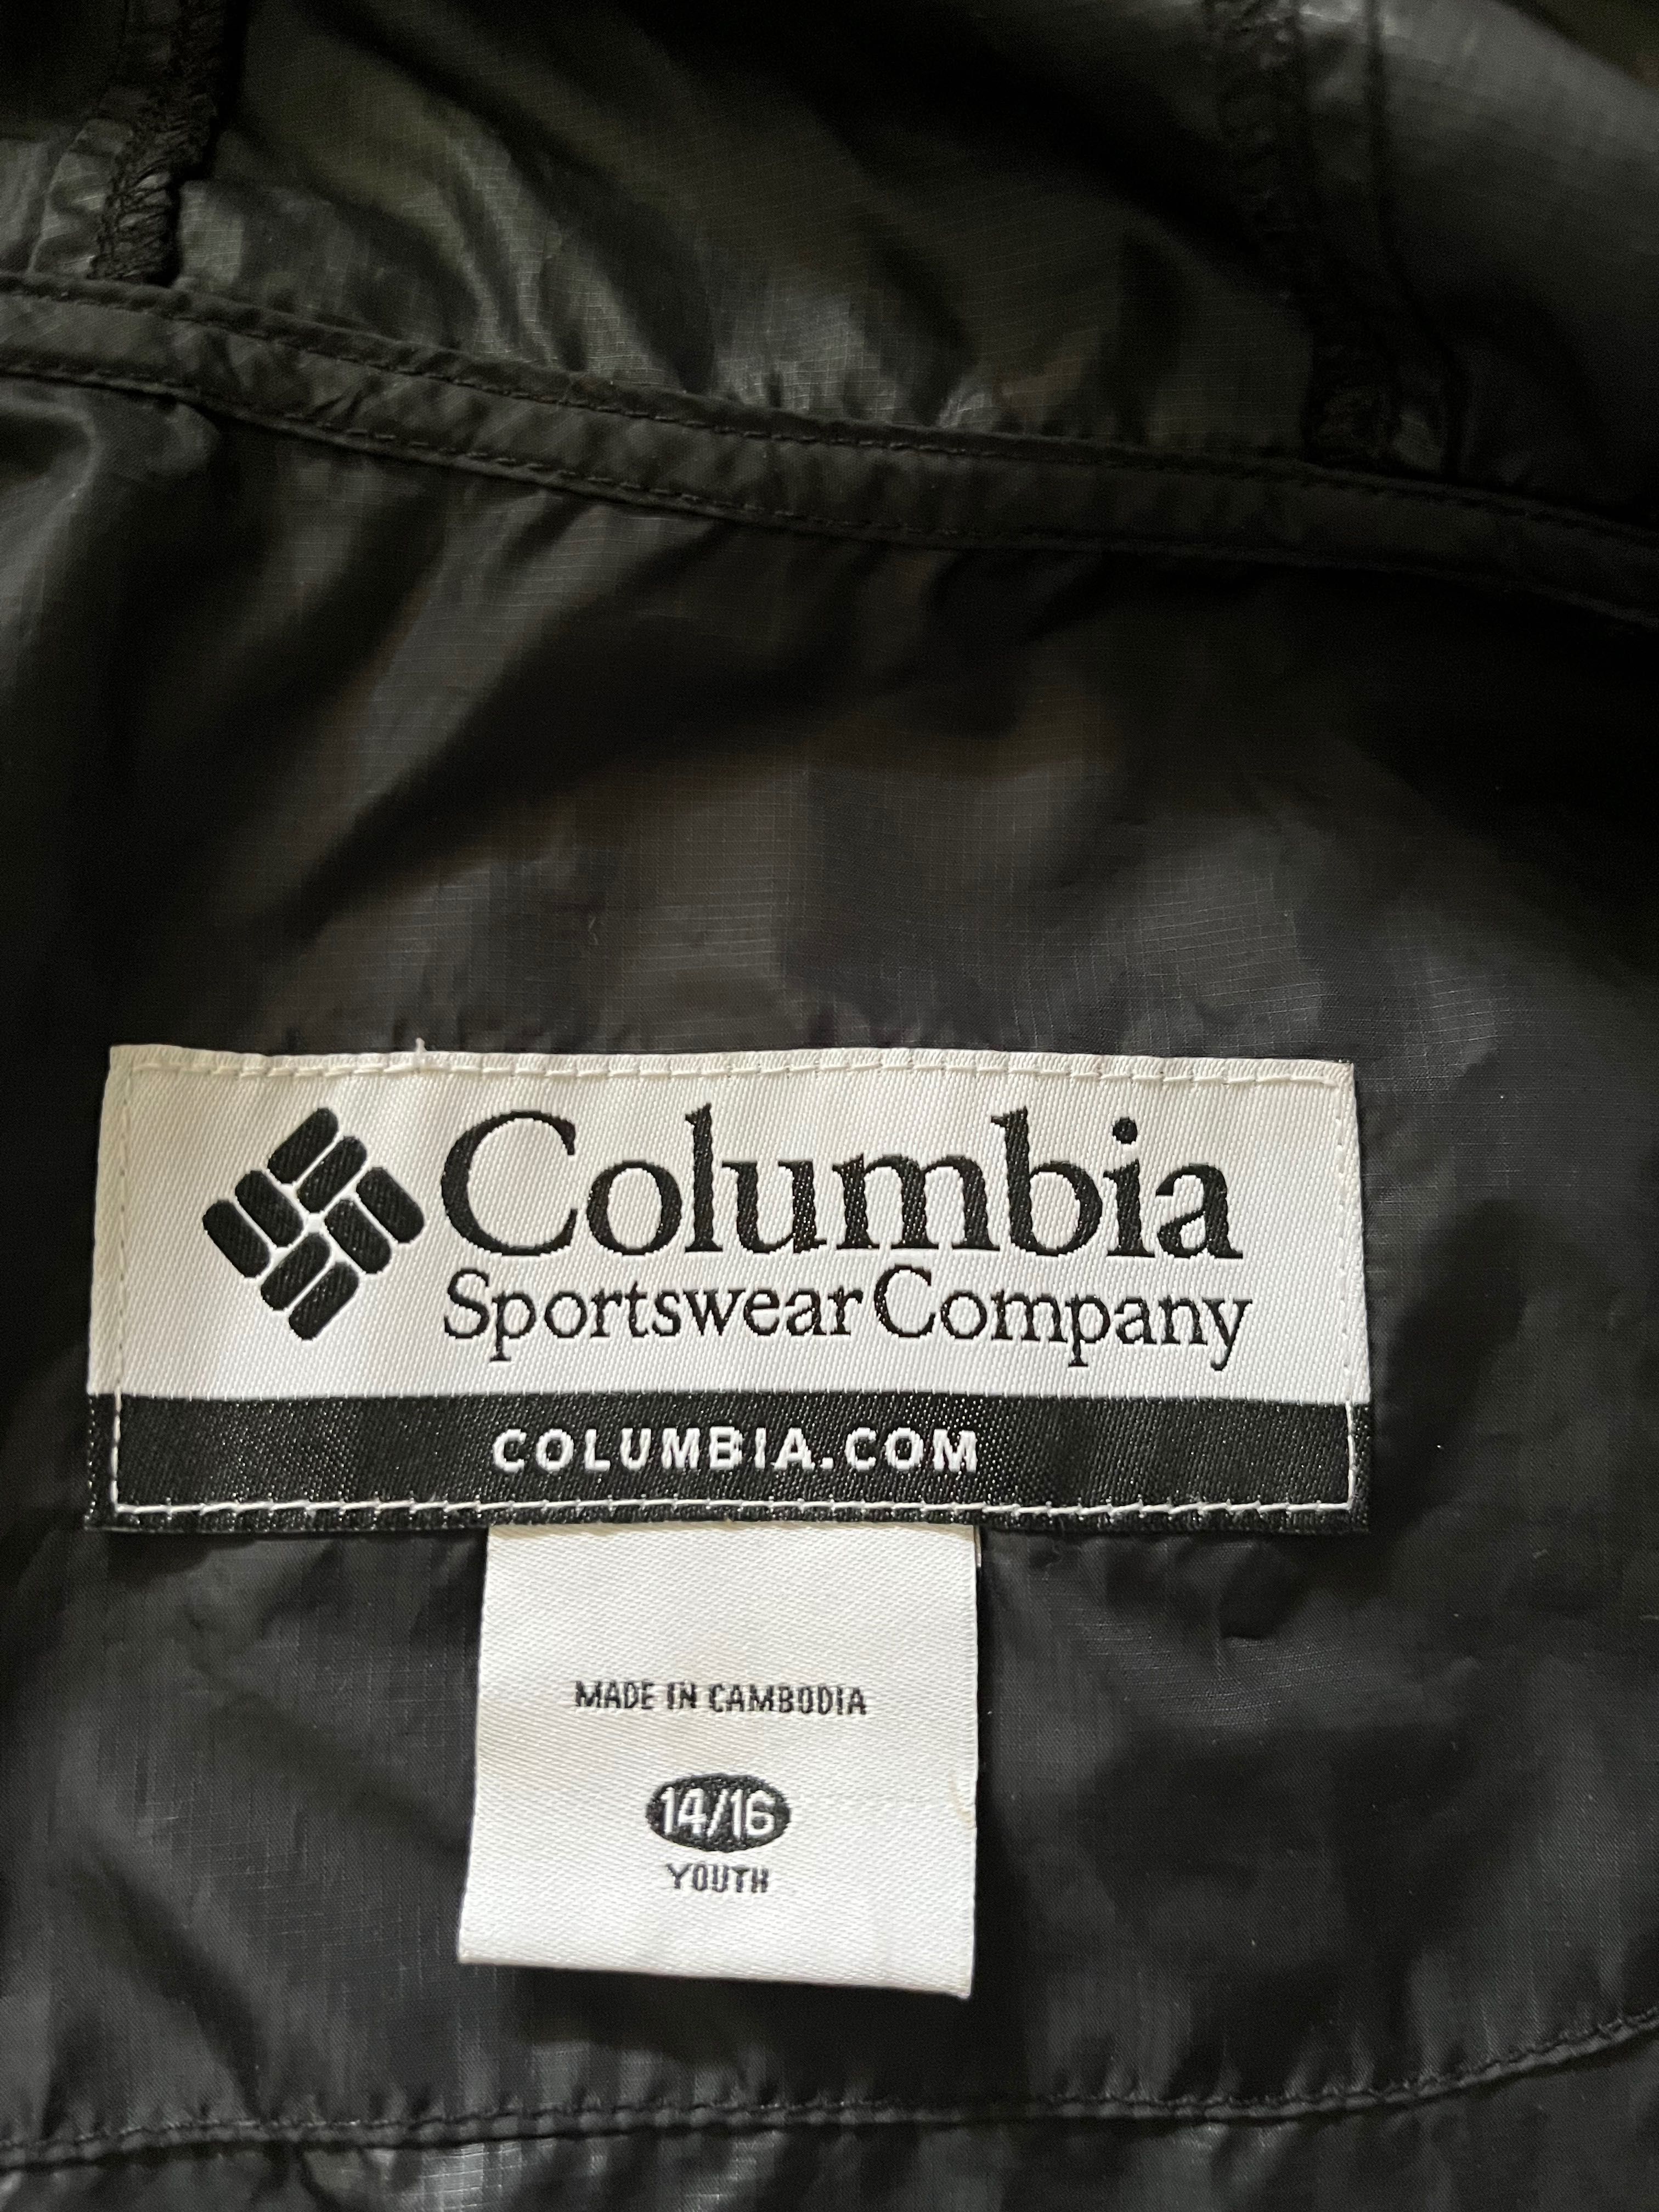 Columbia
Sportswear Company
COLUMBIA.COM
MADE IN CAMBODIA
14/16
YOUTH